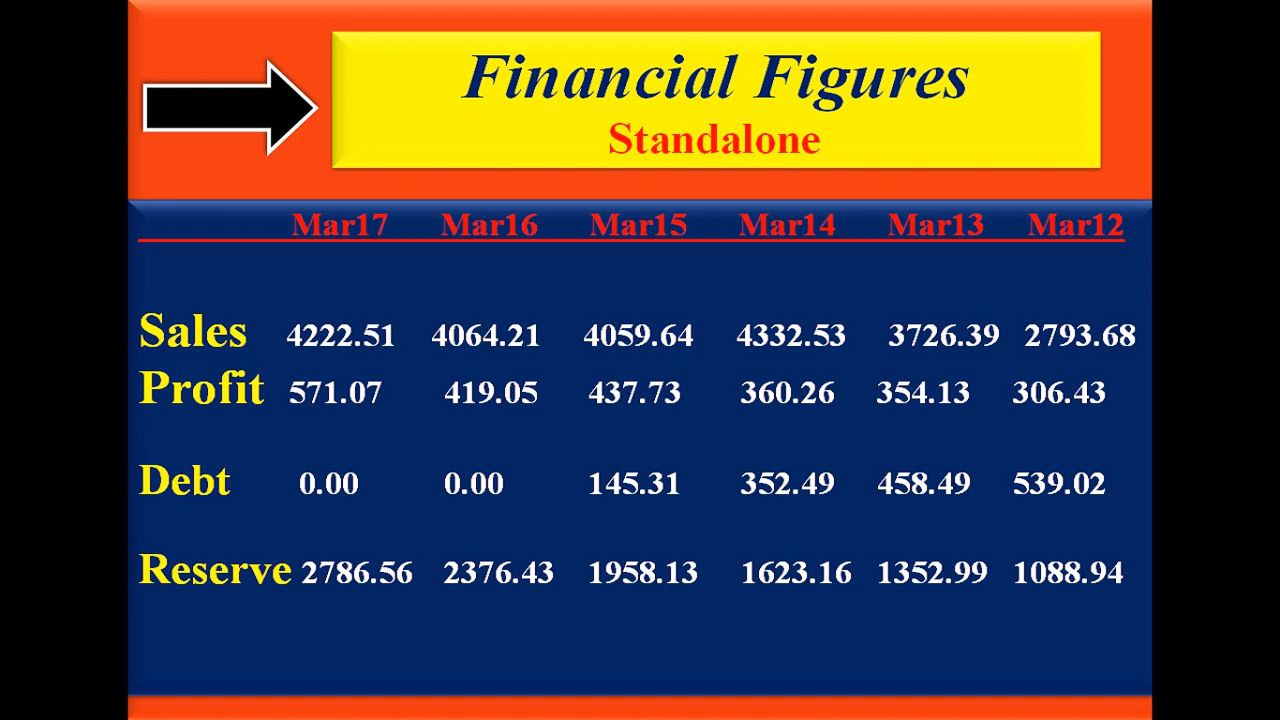 Financial Figures
Standalone
Mar17 Mar16 Mar15 Mar14 Mar13 Mar12
Sales 4222.51 4064.21 4059.64 4332.53 3726.39 2793.68
Profit 571.07 419.05 437.73 360.26 354.13 306.43
Debt 0.00 0.00 145.31 352.49 458.49 539.02
Reserve 2786.56 2376.43 1958.13 1623.16 1352.99 1088.94